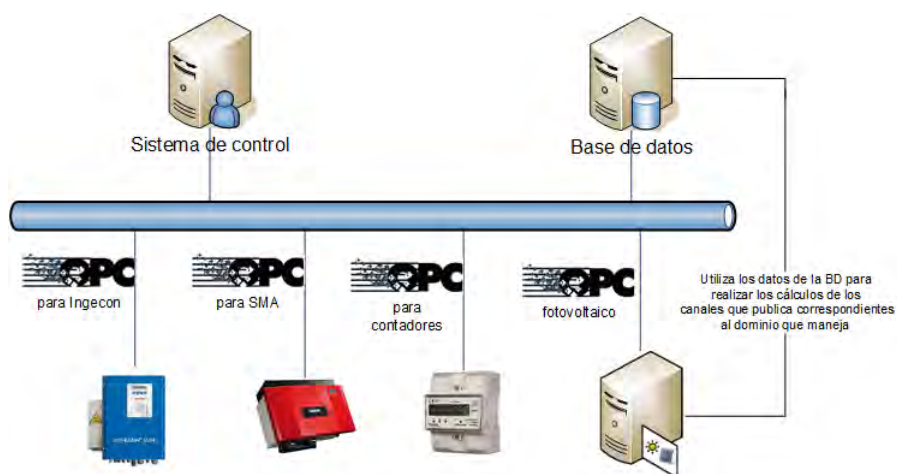 Sistema de control
Base de datos
OPC
para Ingecon
OPC
para SMA
OPC
para
contadores
OPC
fotovoltaico
Utiliza los datos de la BD para
realizar los cálculos de los
canales que publica correspondientes
al dominio que maneja